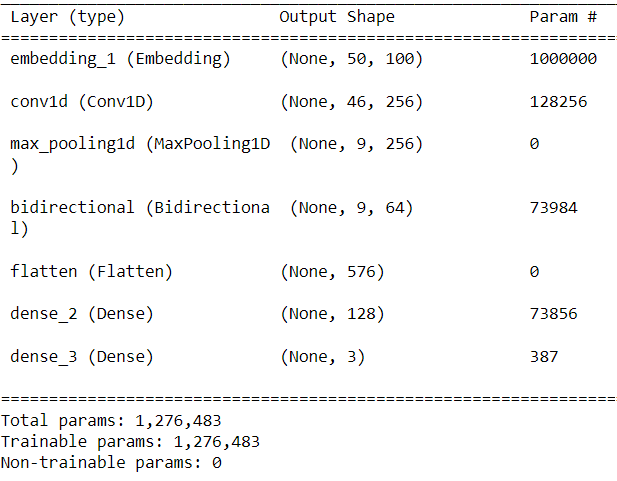 Layer (type) Output Shape Param #
=================================================================
embedding_1 (Embedding) (None, 50, 100) 1000000
conv1d (Conv1D) (None, 46, 256) 128256
max_pooling1d (MaxPooling1D (None, 9, 256) 0
)
bidirectional (Bidirectiona (None, 9, 64) 73984
l)
flatten (Flatten) (None, 576) 0
dense_2 (Dense) (None, 128) 73856
dense_3 (Dense) (None, 3) 387
=================================================================
Total params: 1,276,483
Trainable params: 1,276,483
Non-trainable params: 0